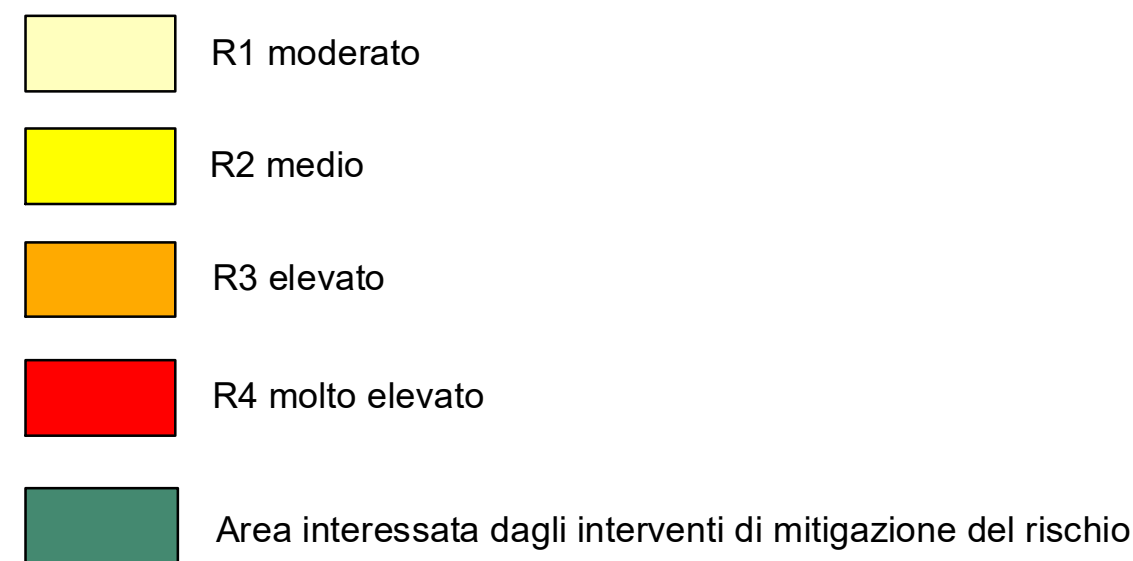 R1 moderato
R2 medio
R3 elevato
R4 molto elevato
Area interessata dagli interventi di mitigazione del rischio